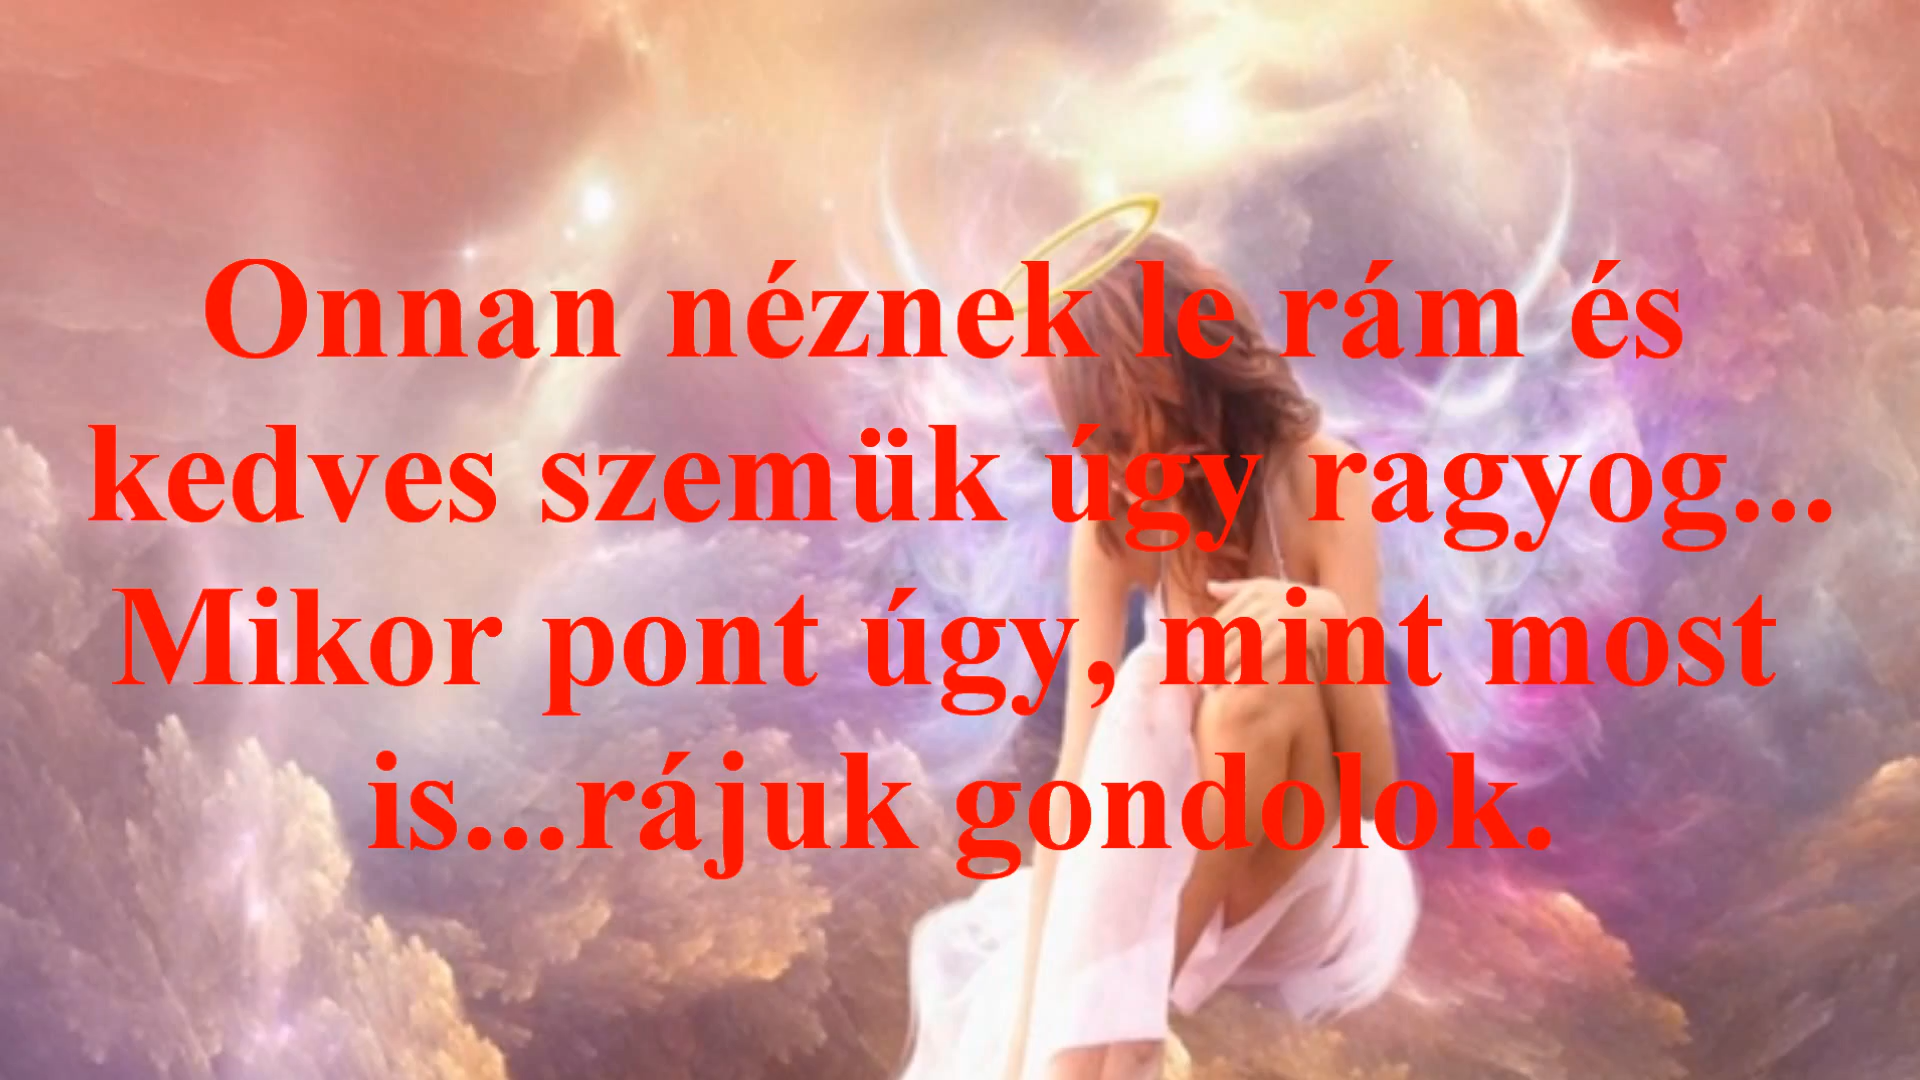 Onnan néznek le rám és
kedves szemük úgy ragyog...
Mikor pont úgy, mint most
is...rájuk gondolok.